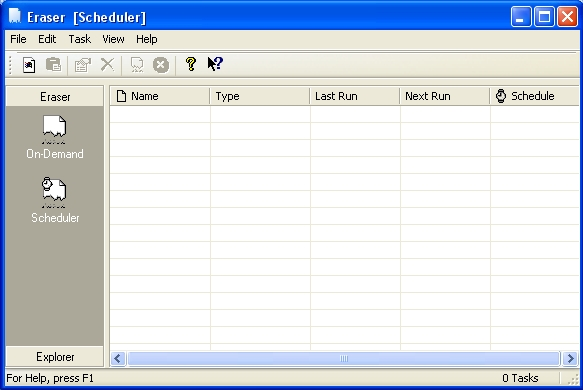 Eraser [Scheduler]
File Edit Task View Help
Eraser
On-Demand
Scheduler
Explorer
Name Type Last Run Next Run Schedule
For Help, press F1 0 Tasks